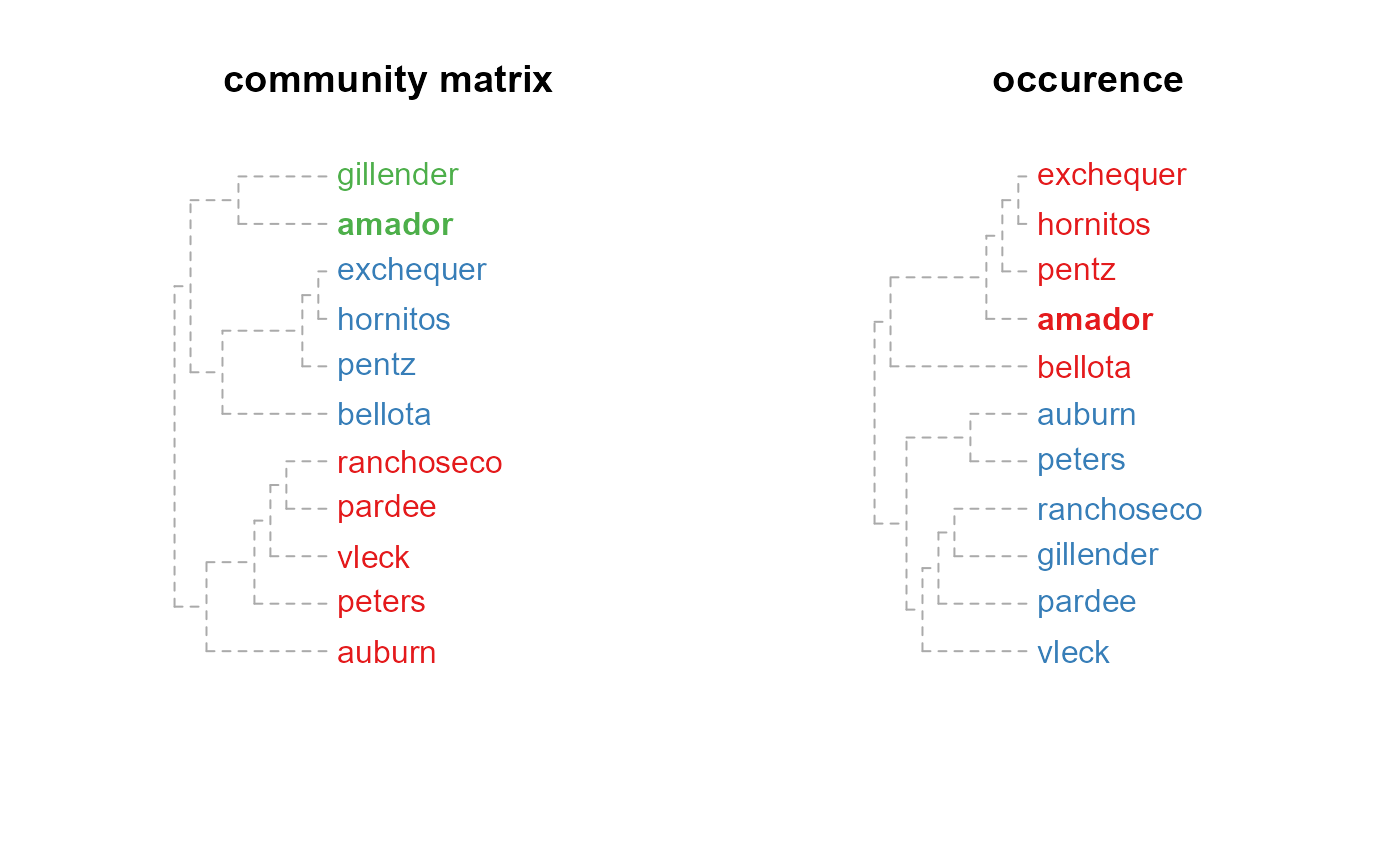 community matrix
gillender
amador
exchequer
hornitos
pentz
bellota
ranchoseco
pardee
vleck
peters
auburn
occurence
exchequer
hornitos
pentz
amador
bellota
auburn
peters
ranchoseco
gillender
pardee
vleck